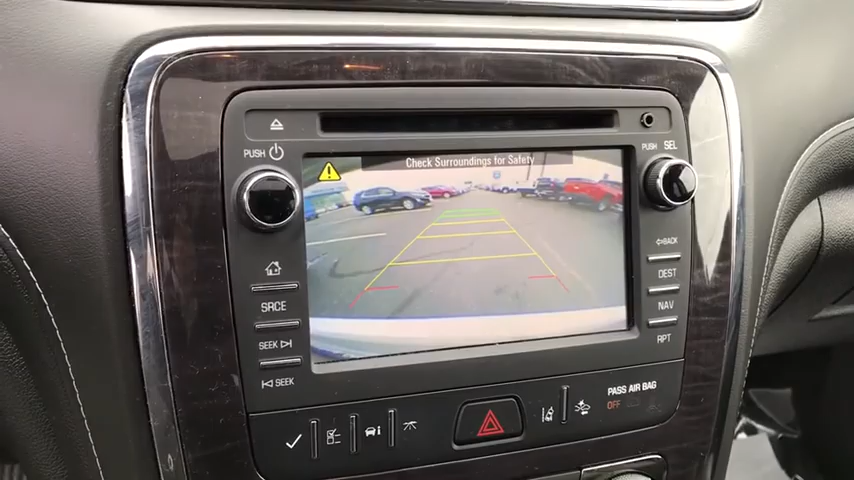 Check Surroundings for Safety
PUSH
PUSH SEL
BACK
SRCE
DEST
SEEK
NAV
SEEK
RPT
PASS AIR BAG
OFF